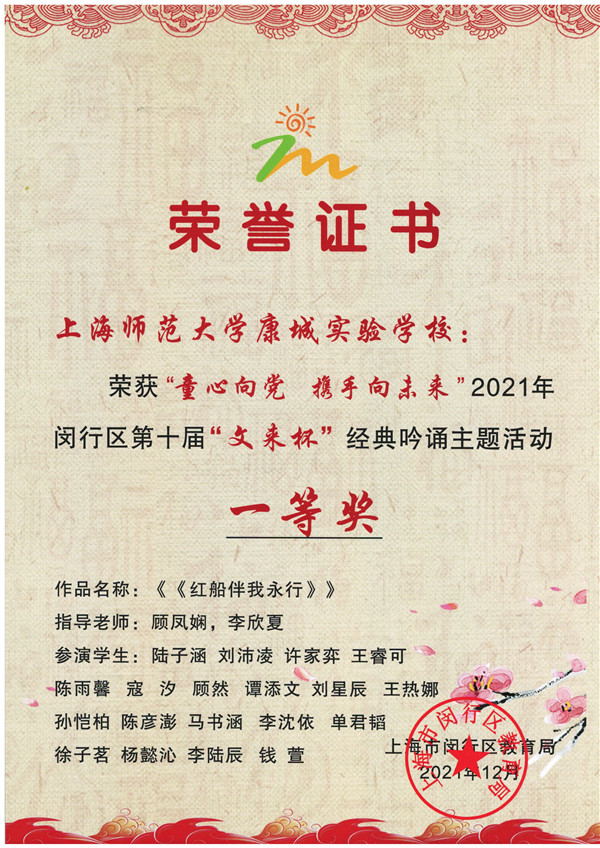 荣誉证书
上海师范大学康城实验学校：
荣获“童心向党 携手向未来”2021年
闵行区第十届“文来杯”经典吟诵主题活动
一等奖
作品名称：《《红船伴我永行》》
指导老师：顾凤娴，李欣夏
参演学生：陆子涵 刘沛凌 许家弈 王睿可
陈雨馨 寇 汐 顾然 谭添文 刘星辰 王热娜
孙恺柏 陈彦澎 马书涵 李沈依 单君韬
徐子茗 杨懿沁 李陆辰 钱 萱
上海市闵行区教育局
2021年12月
上海市闵行区教育局